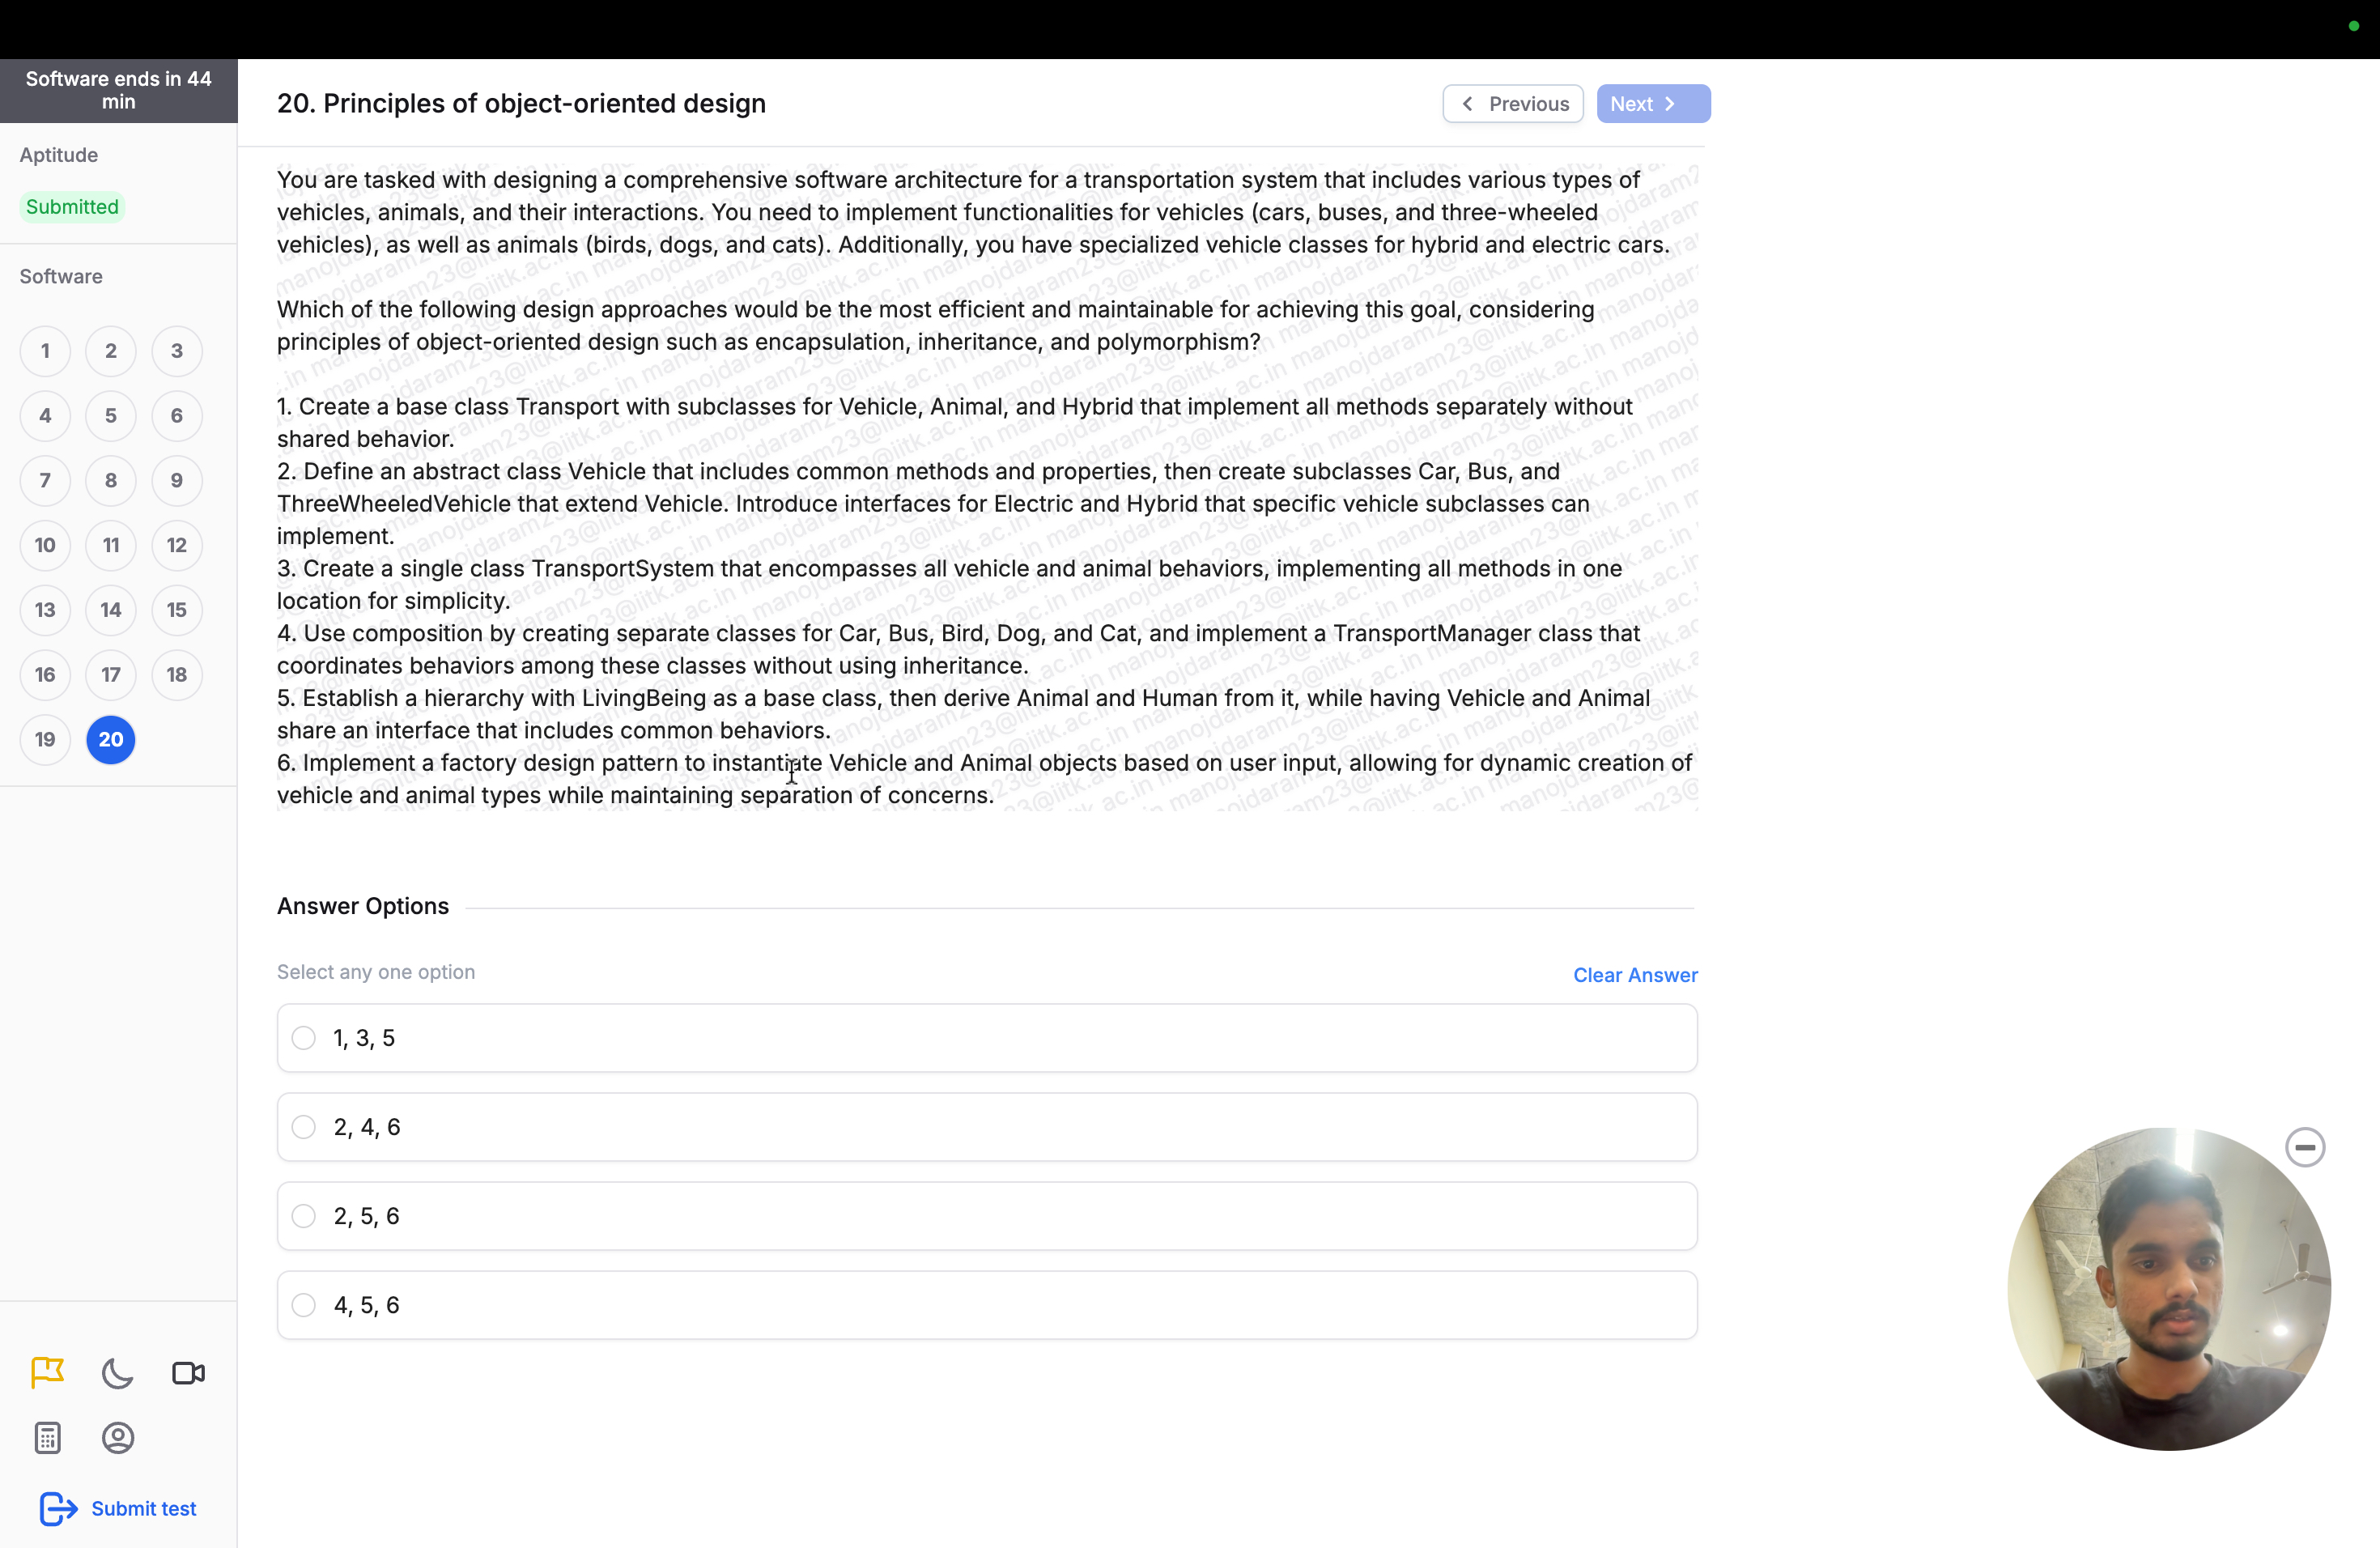 Software ends in 44
min
Aptitude
Submitted
Software
1 2 3
4 5 6
7 8 9
10 11 12
13 14 15
16 17 18
19 20
Submit test
20. Principles of object-oriented design
Previous
Next
You are tasked with designing a comprehensive software architecture for a transportation system that includes various types of
vehicles, animals, and their interactions. You need to implement functionalities for vehicles (cars, buses, and three-wheeled
vehicles), as well as animals (birds, dogs, and cats). Additionally, you have specialized vehicle classes for hybrid and electric cars.
Which of the following design approaches would be the most efficient and maintainable for achieving this goal, considering
principles of object-oriented design such as encapsulation, inheritance, and polymorphism?
1. Create a base class Transport with subclasses for Vehicle, Animal, and Hybrid that implement all methods separately without
shared behavior.
2. Define an abstract class Vehicle that includes common methods and properties, then create subclasses Car, Bus, and
ThreeWheeledVehicle that extend Vehicle. Introduce interfaces for Electric and Hybrid that specific vehicle subclasses can
implement.
3. Create a single class TransportSystem that encompasses all vehicle and animal behaviors, implementing all methods in one
location for simplicity.
4. Use composition by creating separate classes for Car, Bus, Bird, Dog, and Cat, and implement a TransportManager class that
coordinates behaviors among these classes without using inheritance.
5. Establish a hierarchy with LivingBeing as a base class, then derive Animal and Human from it, while having Vehicle and Animal
share an interface that includes common behaviors.
6. Implement a factory design pattern to instantiate Vehicle and Animal objects based on user input, allowing for dynamic creation of
vehicle and animal types while maintaining separation of concerns.
Answer Options
Select any one option
Clear Answer
1, 3, 5
2, 4, 6
2, 5, 6
4, 5, 6